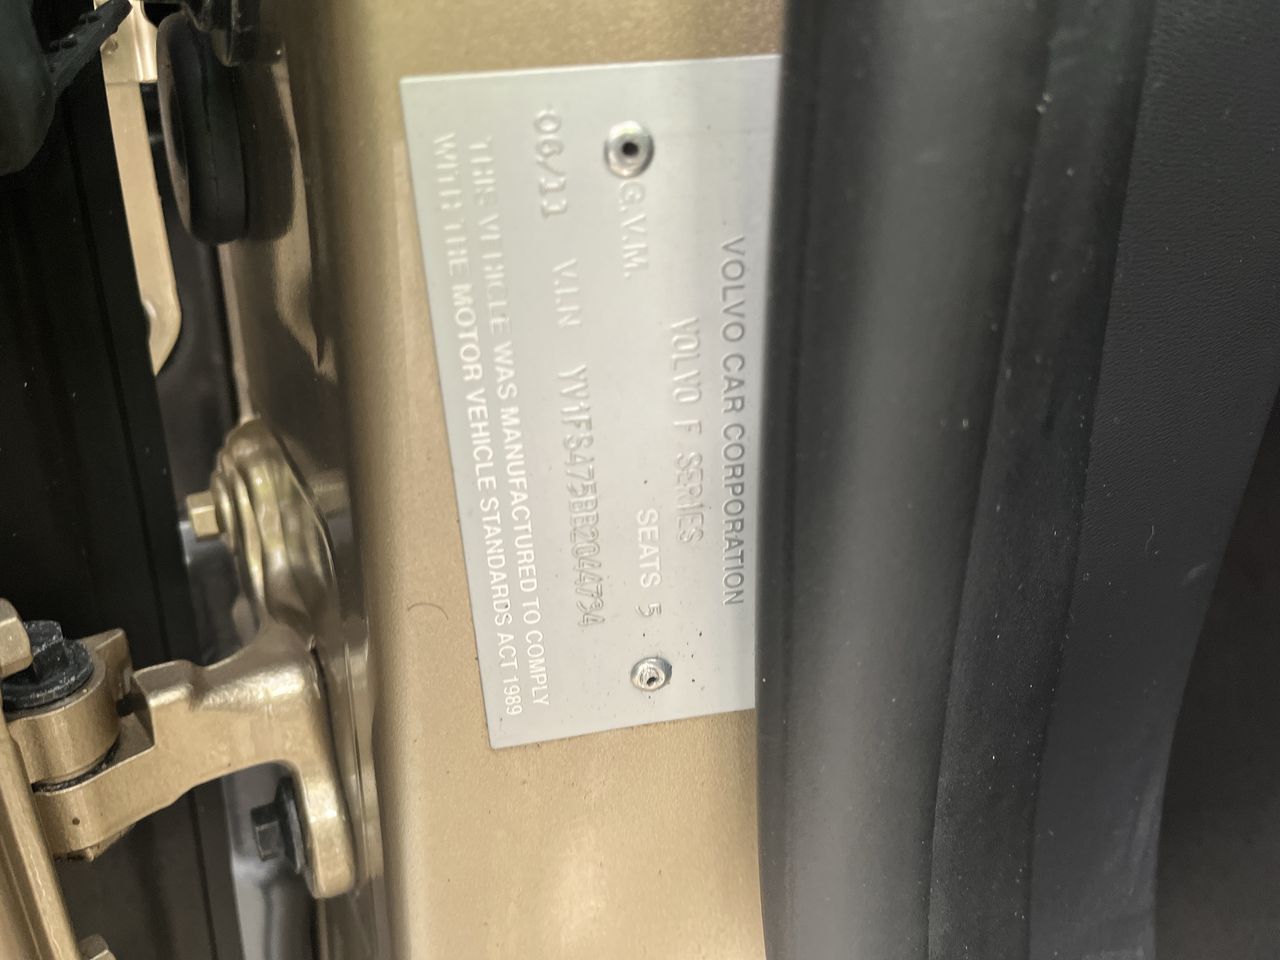 VOLVO CAR CORPORATION
VOLVO F SERIES
G.V.M. SEATS 5
06/11 V.I.N YV1FS475BB2044794
THIS VEHICLE WAS MANUFACTURED TO COMPLY
WITH THE MOTOR VEHICLE STANDARDS ACT 1989